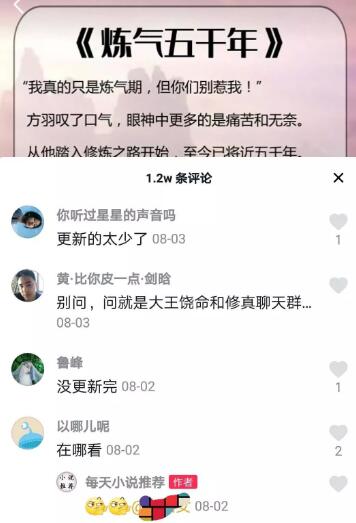 《炼气五千年》
“我真的只是炼气期，但你们别惹我！”
方羽叹了口气，眼神中更多的是痛苦和无奈。
从他踏入修炼之路开始，至今已将近五千年。
1.2w 条评论
你听过星星的声音吗
更新的太少了 08-03
1
黄·比你皮一点·剑晗
别问，问就是大王饶命和修真聊天群...
08-03
鲁峰
没更新完 08-02
1
以哪儿呢
在哪看 08-02
2
每天小说推荐 作者
08-02